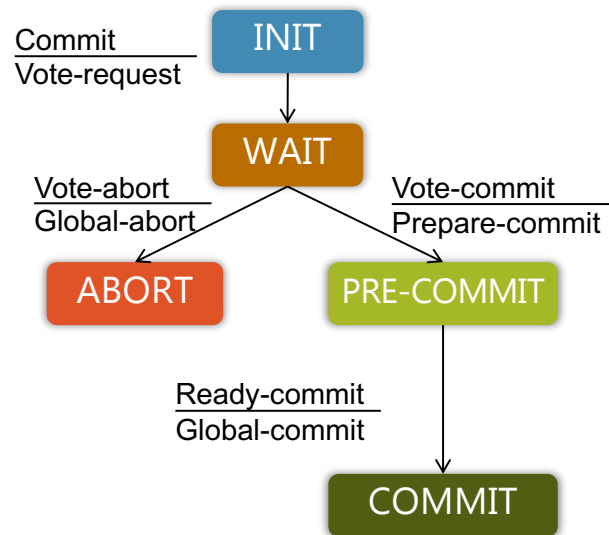 Commit
Vote-request
INIT
WAIT
Vote-abort
Global-abort
Vote-commit
Prepare-commit
ABORT
PRE-COMMIT
Ready-commit
Global-commit
COMMIT